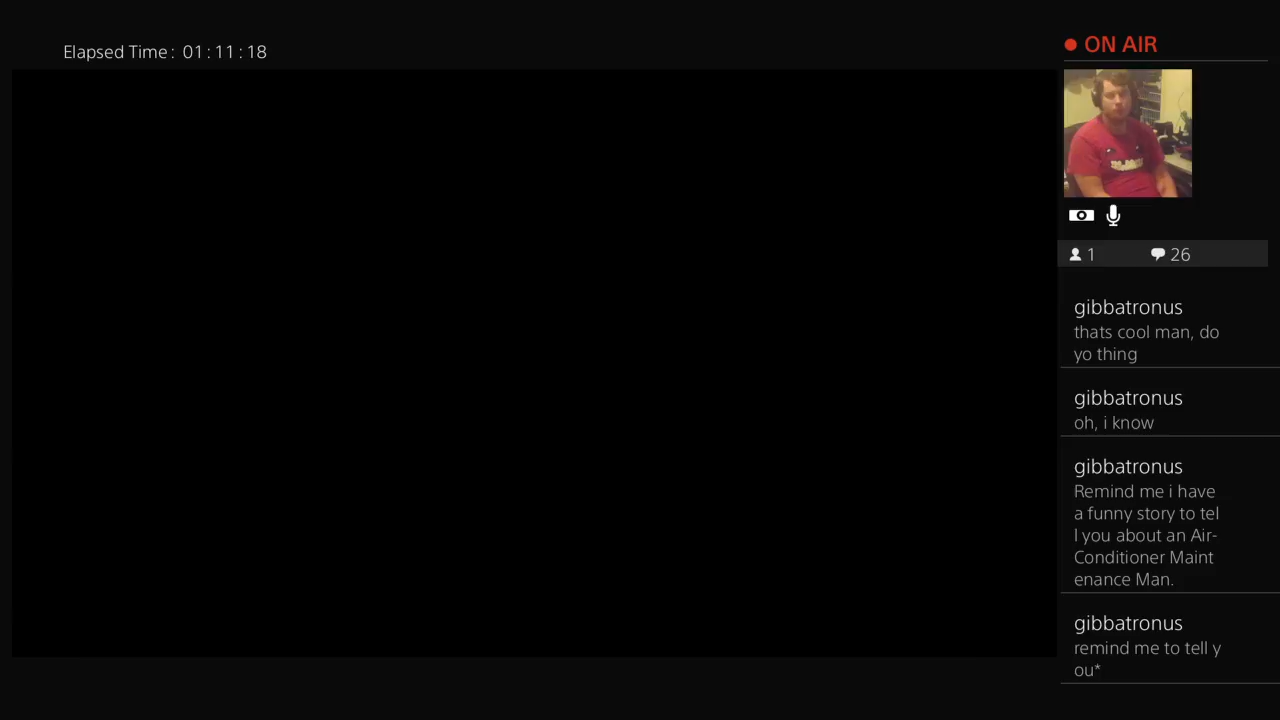 Elapsed Time: 01:11:18
ON AIR
1 26
gibbatronus
thats cool man, do
yo thing
gibbatronus
oh, i know
gibbatronus
Remind me i have
a funny story to tel
l you about an Air-
Conditioner Maint
enance Man.
gibbatronus
remind me to tell y
ou*